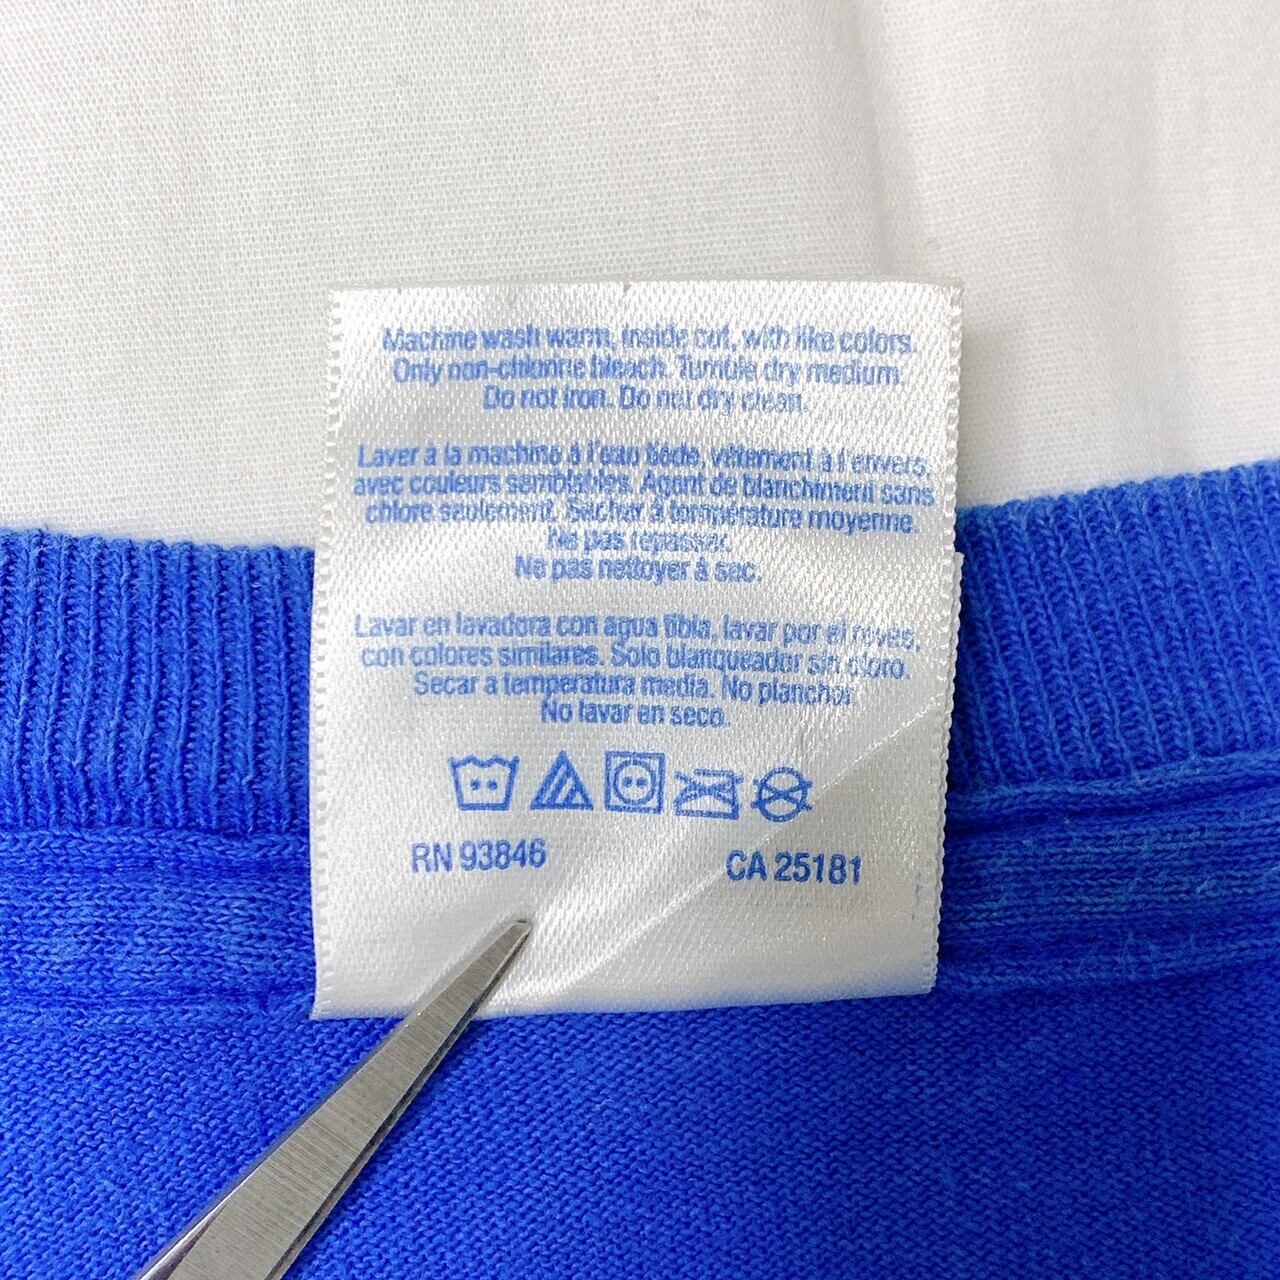 Machine wash warm, inside out, with like colors.
Only non-chlorine bleach. Tumble dry medium.
Do not iron. Do not dry clean.
Laver à la machine à l'eau tiède, vêtement à l'envers,
avec couleurs semblables. Agent de blanchiment sans
chlore seulement. Sécher à température moyenne.
Ne pas repasser.
Ne pas nettoyer à sec.
Lavar en lavadora con agua tibia, lavar por el revés,
con colores similares. Solo blanqueador sin cloro.
Secar a temperatura media. No planchar.
No lavar en seco.
RN 93846 CA 25181